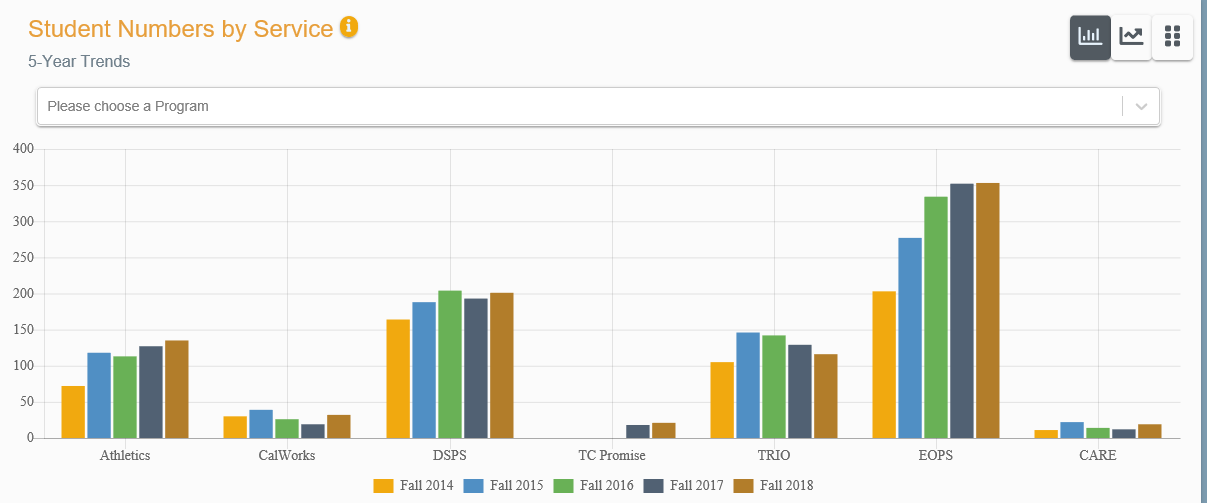 Student Numbers by Service
5-Year Trends
Please choose a Program
400
350
300
250
200
150
100
50
0
Athletics CalWorks DSPS TC Promise TRIO EOPS CARE
Fall 2014 Fall 2015 Fall 2016 Fall 2017 Fall 2018